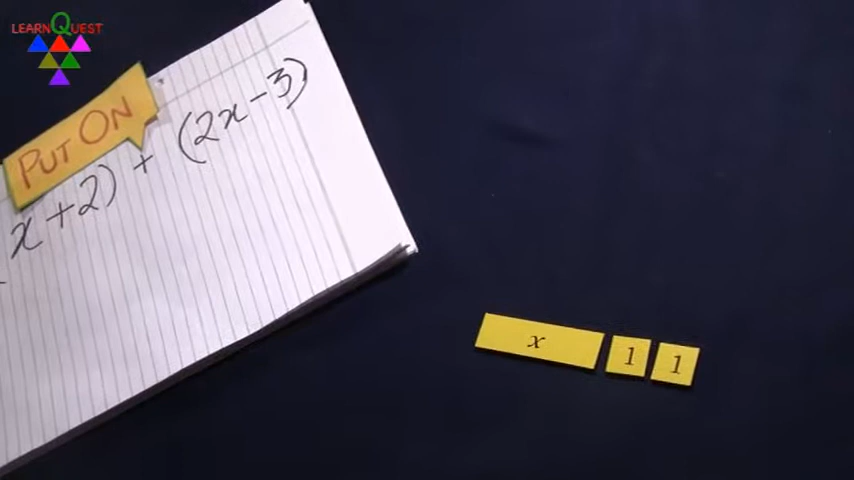 LEARNQUEST
PUT ON
x + 2) + (2x - 3)
x 1 1